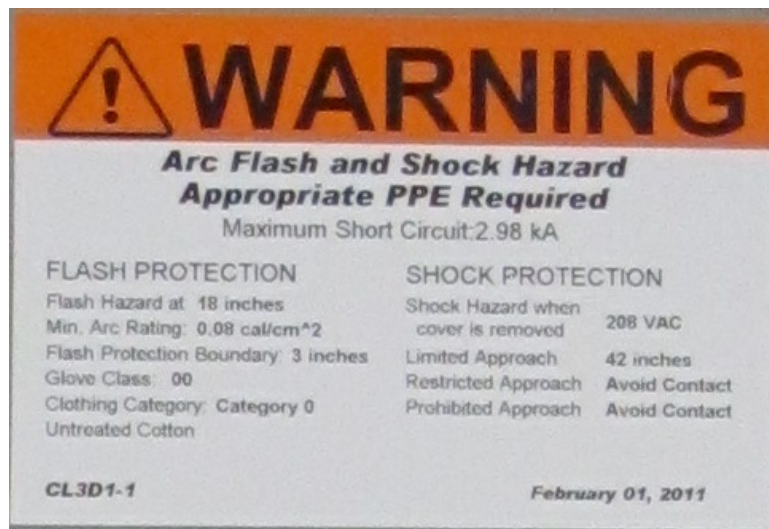 WARNING
Arc Flash and Shock Hazard
Appropriate PPE Required
Maximum Short Circuit:2.98 kA
FLASH PROTECTION
Flash Hazard at 18 inches
Min. Arc Rating: 0.08 cal/cm^2
Flash Protection Boundary: 3 inches
Glove Class: 00
Clothing Category: Category 0
Untreated Cotton
SHOCK PROTECTION
Shock Hazard when
cover is removed 208 VAC
Limited Approach 42 inches
Restricted Approach Avoid Contact
Prohibited Approach Avoid Contact
CL3D1-1
February 01, 2011